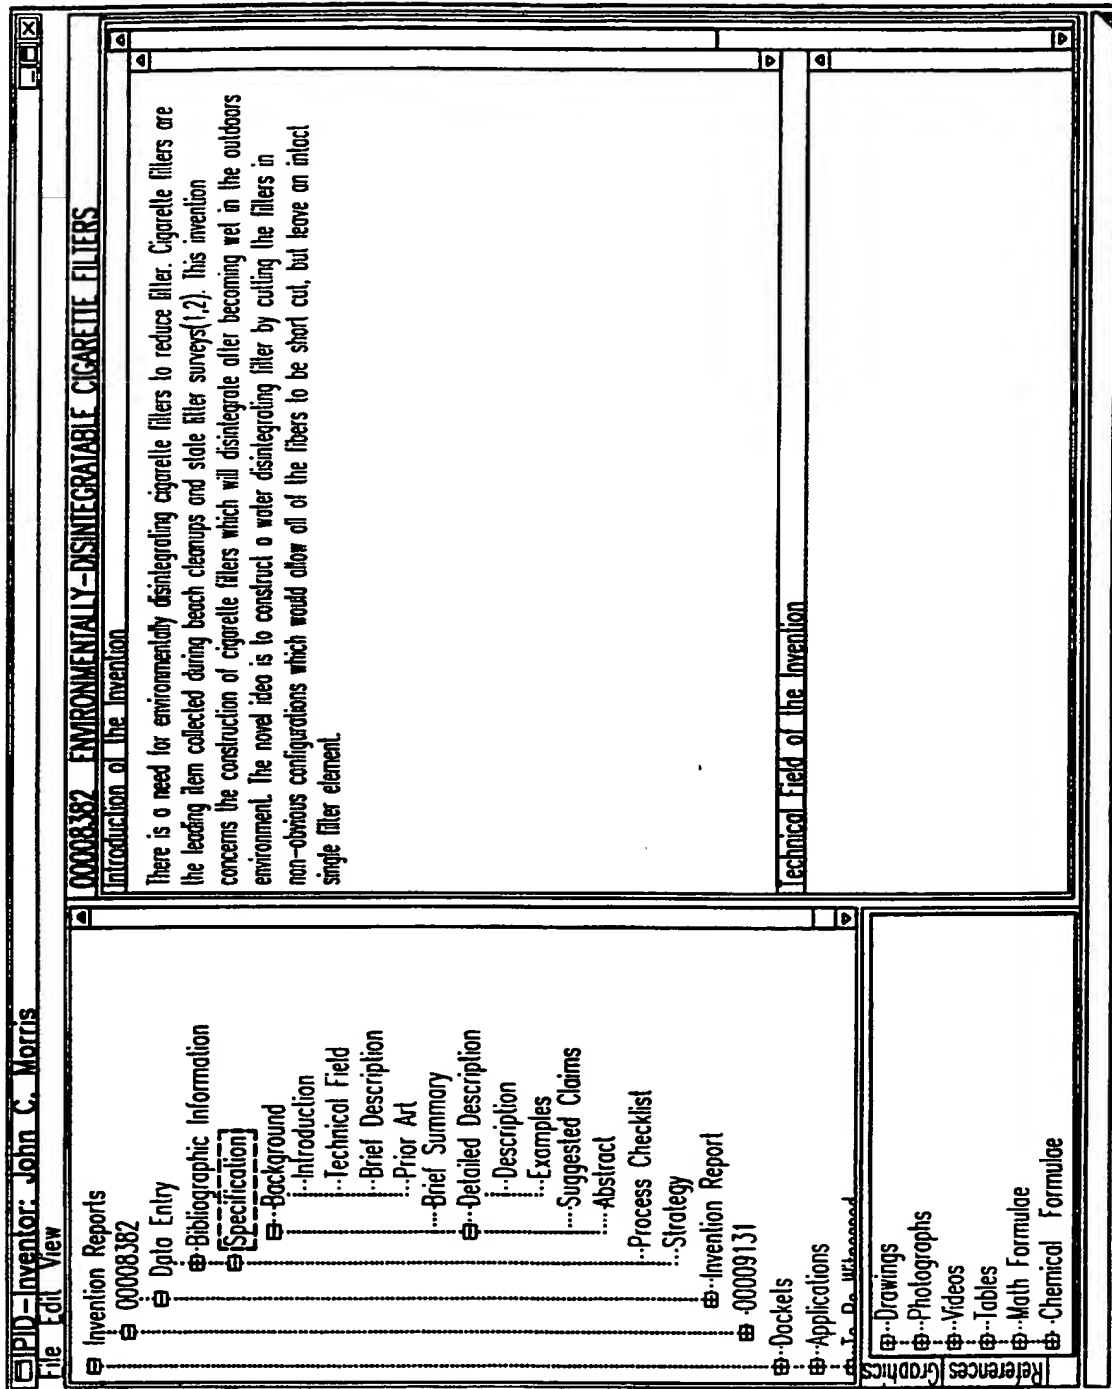 PID-Inventor: John C. Morris
File Edit View
Invention Reports
00008382
Data Entry
Bibliographic Information
Specification
Background
Introduction
Technical Field
Brief Description
Prior Art
Brief Summary
Detailed Description
Description
Examples
Suggested Claims
Abstract
Process Checklist
Strategy
Invention Report
00009131
Dockets
Applications
To Be Witnessed
References
Graphics
Drawings
Photographs
Videos
Tables
Math Formulae
Chemical Formulae
00008382 ENVIRONMENTALLY-DISINTEGRATABLE CIGARETTE FILTERS
Introduction of the Invention
There is a need for environmentally disintegrating cigarette filters to reduce litter. Cigarette filters are
the leading item collected during beach cleanups and state litter surveys(1,2). This invention
concerns the construction of cigarette filters which will disintegrate after becoming wet in the outdoors
environment. The novel idea is to construct a water disintegrating filter by cutting the filters in
non-obvious configurations which would allow all of the fibers to be short cut, but leave an intact
single filter element.
Technical Field of the Invention